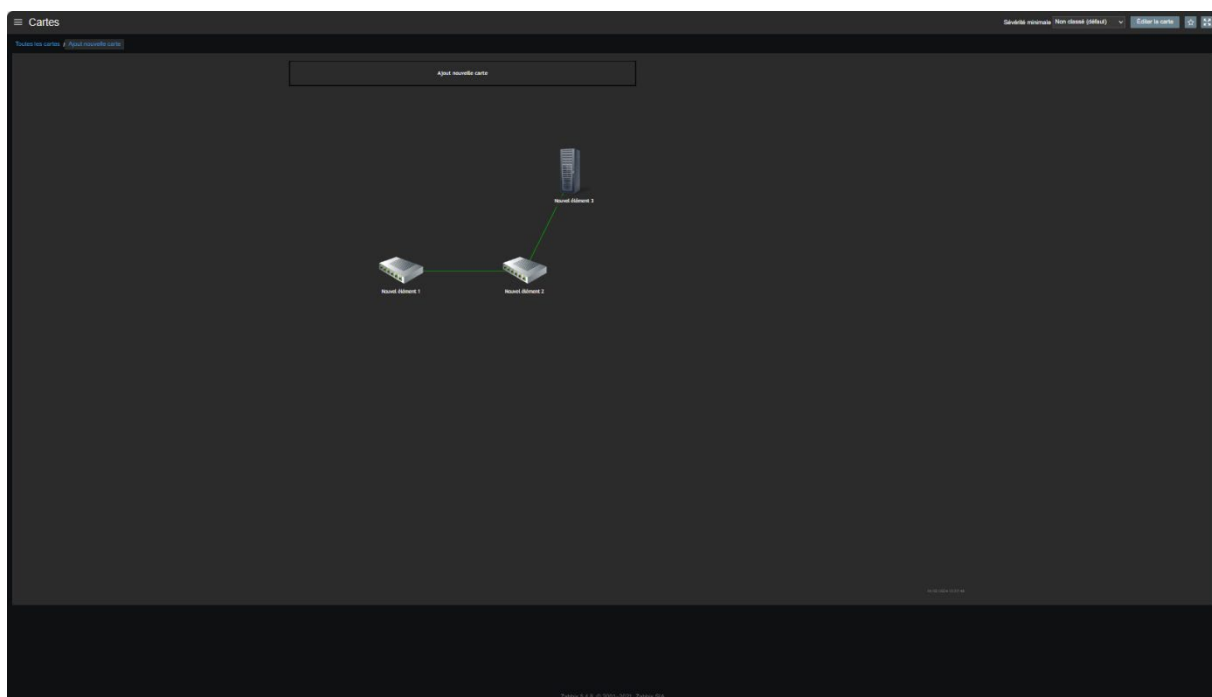 Cartes
Sévérité minimale Non classé (défaut) Éditer la carte
Toutes les cartes / Ajout nouvelle carte
Ajout nouvelle carte
Nouvel élément 3
Nouvel élément 1
Nouvel élément 2